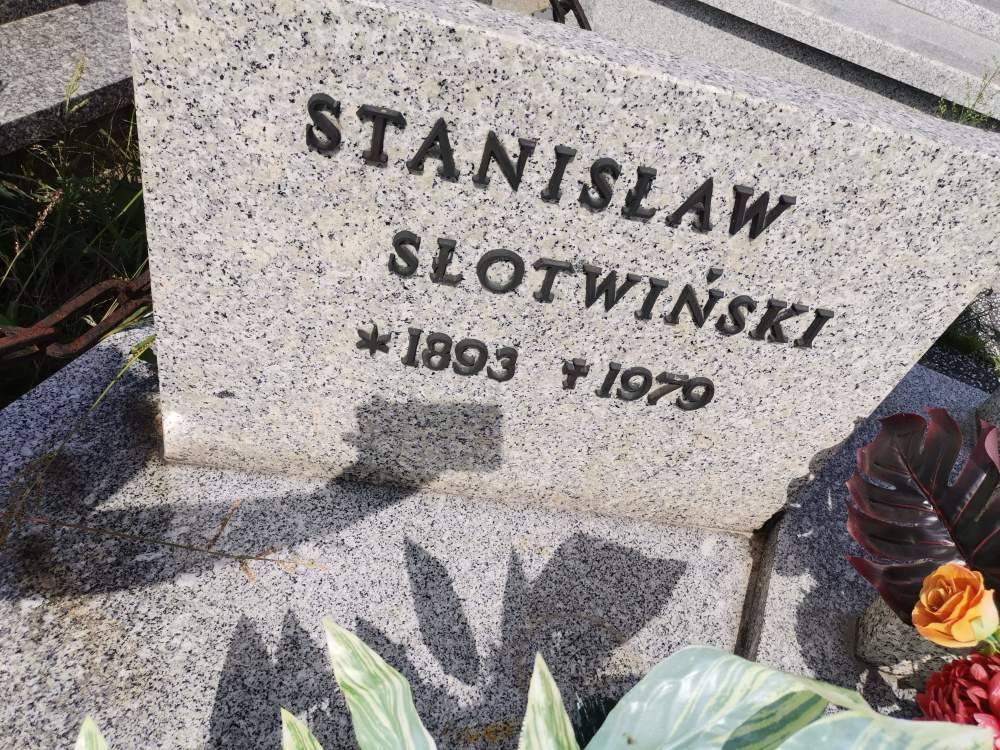 STANISŁAW
SŁOTWIŃSKI
* 1893 ✝ 1979